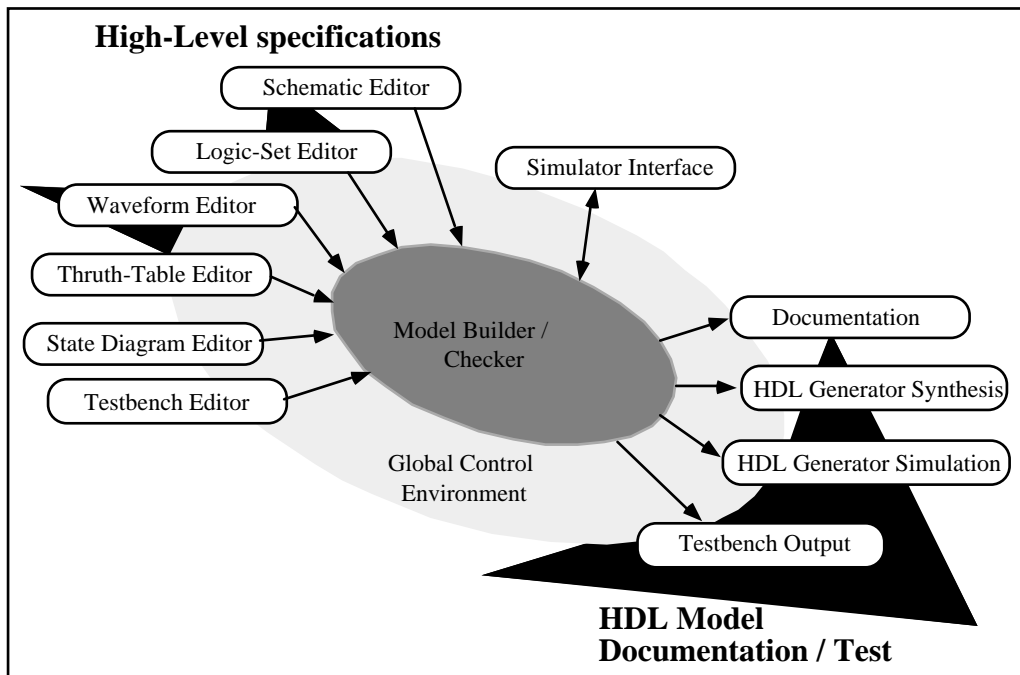 High-Level specifications
Schematic Editor
Logic-Set Editor
Simulator Interface
Waveform Editor
Thruth-Table Editor
State Diagram Editor
Testbench Editor
Model Builder /
Checker
Documentation
HDL Generator Synthesis
HDL Generator Simulation
Global Control
Environment
Testbench Output
HDL Model
Documentation / Test